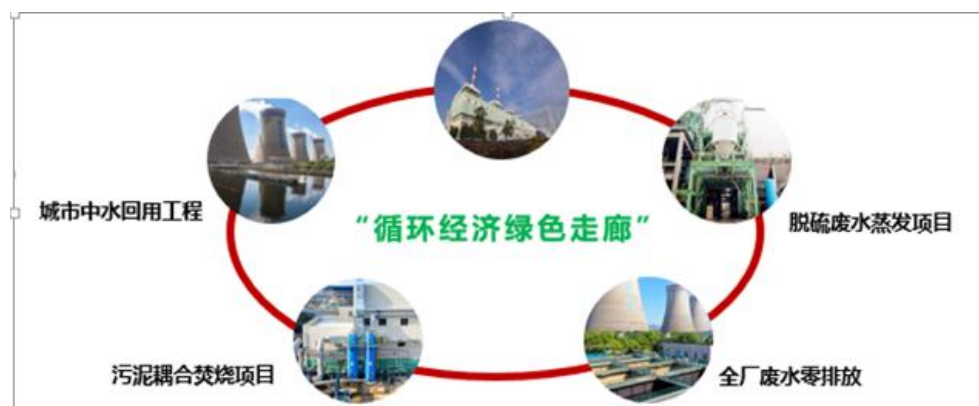 城市中水回用工程
“循环经济绿色走廊”
脱硫废水蒸发项目
污泥耦合焚烧项目
全厂废水零排放